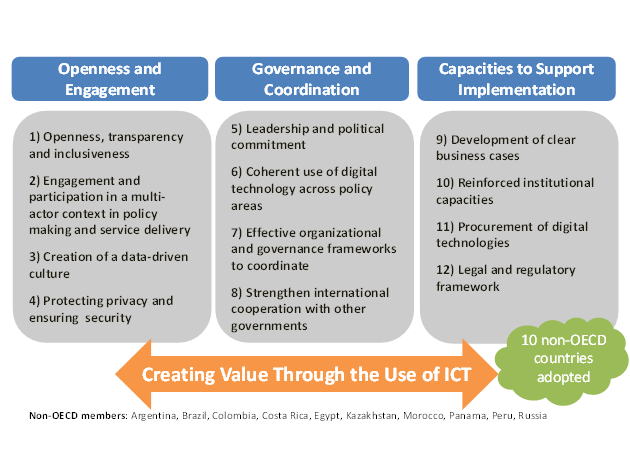 Openness and
Engagement
Governance and
Coordination
Capacities to Support
Implementation
1) Openness, transparency
and inclusiveness
2) Engagement and
participation in a multi-
actor context in policy
making and service delivery
3) Creation of a data-driven
culture
4) Protecting privacy and
ensuring security
5) Leadership and political
commitment
6) Coherent use of digital
technology across policy
areas
7) Effective organizational
and governance frameworks
to coordinate
8) Strengthen international
cooperation with other
governments
9) Development of clear
business cases
10) Reinforced institutional
capacities
11) Procurement of digital
technologies
12) Legal and regulatory
framework
Creating Value Through the Use of ICT
10 non-OECD
countries
adopted
Non-OECD members: Argentina, Brazil, Colombia, Costa Rica, Egypt, Kazakhstan, Morocco, Panama, Peru, Russia